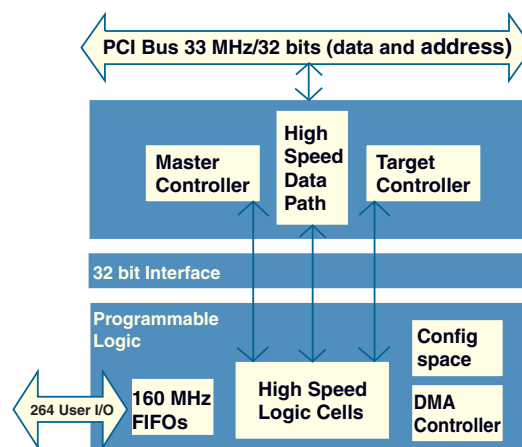 PCI Bus 33 MHz/32 bits (data and address)
High
Speed
Data
Path
Master
Controller
Target
Controller
32 bit Interface
Programmable
Logic
Config
space
264 User I/O
160 MHz
FIFOs
High Speed
Logic Cells
DMA
Controller